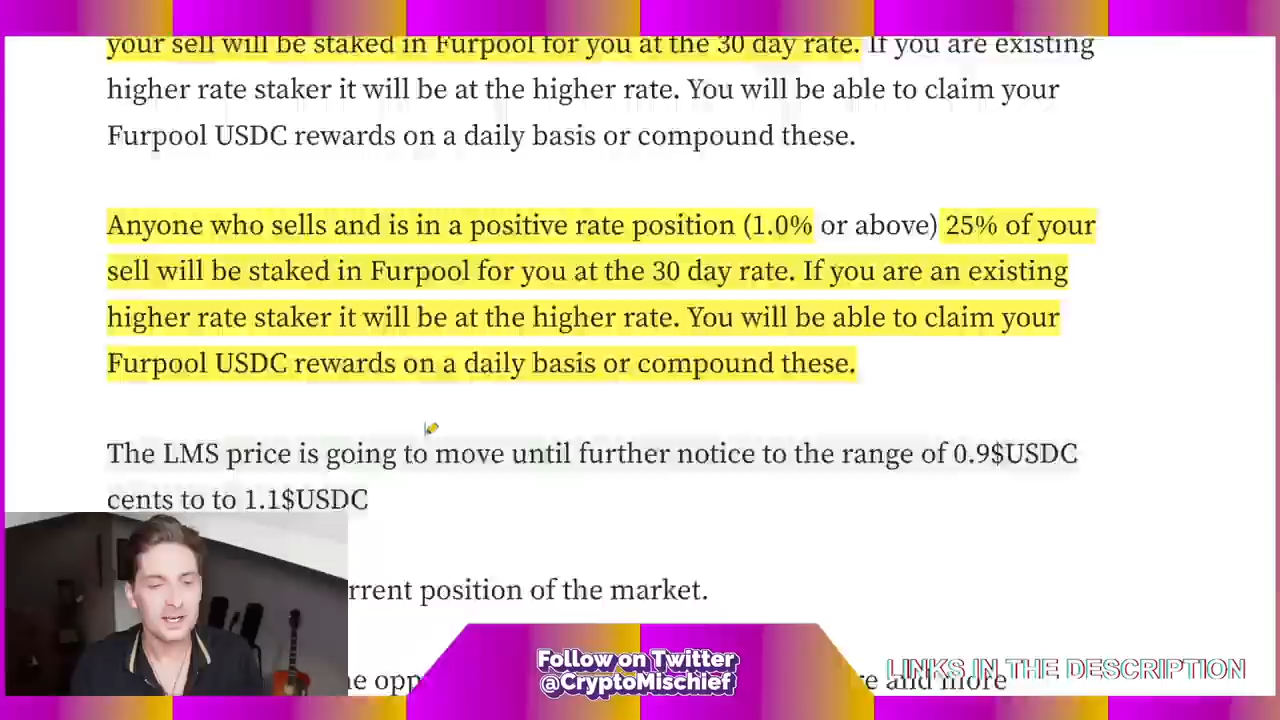 your sell will be staked in Furpool for you at the 30 day rate. If you are existing
higher rate staker it will be at the higher rate. You will be able to claim your
Furpool USDC rewards on a daily basis or compound these.
Anyone who sells and is in a positive rate position (1.0% or above) 25% of your
sell will be staked in Furpool for you at the 30 day rate. If you are an existing
higher rate staker it will be at the higher rate. You will be able to claim your
Furpool USDC rewards on a daily basis or compound these.
The LMS price is going to move until further notice to the range of 0.9$USDC
cents to to 1.1$USDC
position of the market.
and more
Follow on Twitter
@CryptoMischief
LINKS IN THE DESCRIPTION